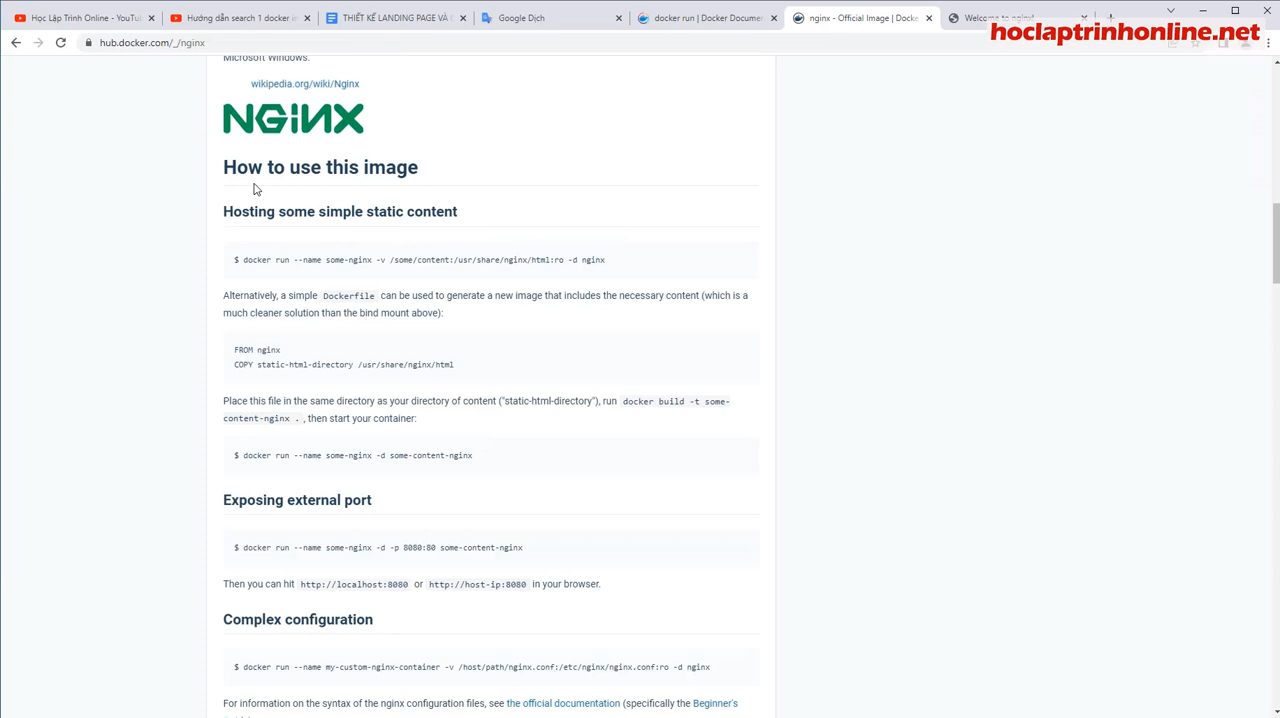 Học Lập Trình Online - YouTu
Hướng dẫn search 1 docker i
THIẾT KẾ LANDING PAGE VÀ
Google Dịch
docker run | Docker Documen
nginx - Official Image | Docke
Welcome to nginx!
hoclaptrinhonline.net
hub.docker.com/_/nginx
Microsoft Windows.
wikipedia.org/wiki/Nginx
NGINX
How to use this image
Hosting some simple static content
$ docker run --name some-nginx -v /some/content:/usr/share/nginx/html:ro -d nginx
Alternatively, a simple Dockerfile can be used to generate a new image that includes the necessary content (which is a
much cleaner solution than the bind mount above):
FROM nginx
COPY static-html-directory /usr/share/nginx/html
Place this file in the same directory as your directory of content ("static-html-directory"), run docker build -t some-
content-nginx . , then start your container:
$ docker run --name some-nginx -d some-content-nginx
Exposing external port
$ docker run --name some-nginx -d -p 8080:80 some-content-nginx
Then you can hit http://localhost:8080 or http://host-ip:8080 in your browser.
Complex configuration
$ docker run --name my-custom-nginx-container -v /host/path/nginx.conf:/etc/nginx/nginx.conf:ro -d nginx
For information on the syntax of the nginx configuration files, see the official documentation (specifically the Beginner's